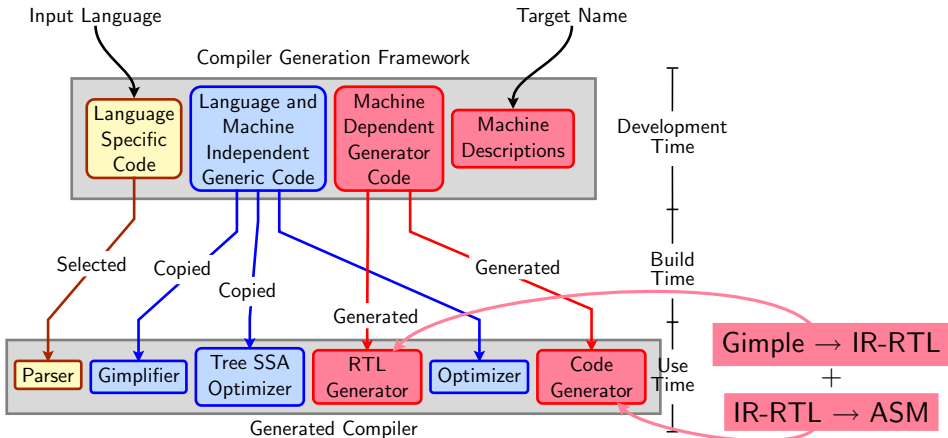 Input Language
Target Name
Compiler Generation Framework
Language
Specific
Code
Language and
Machine
Independent
Generic Code
Machine
Dependent
Generator
Code
Machine
Descriptions
Development
Time
Selected
Copied
Copied
Generated
Generated
Build
Time
Parser
Gimplifier
Tree SSA
Optimizer
RTL
Generator
Optimizer
Code
Generator
Use
Time
Gimple → IR-RTL
+
IR-RTL → ASM
Generated Compiler